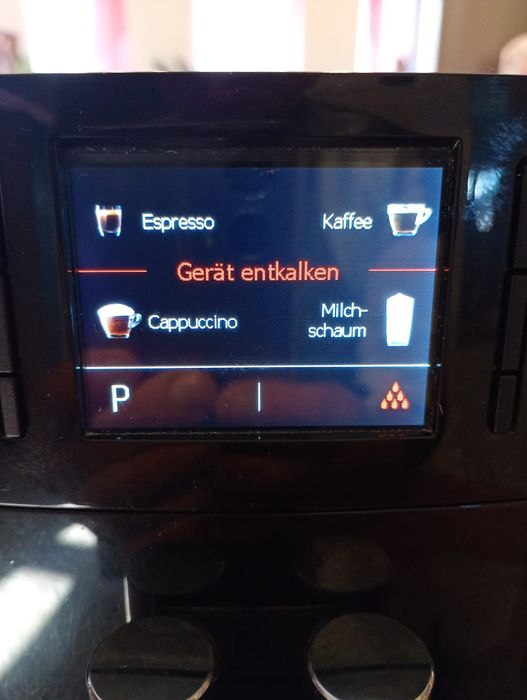 Espresso
Kaffee
Gerät entkalken
Cappuccino
Milch-
schaum
P